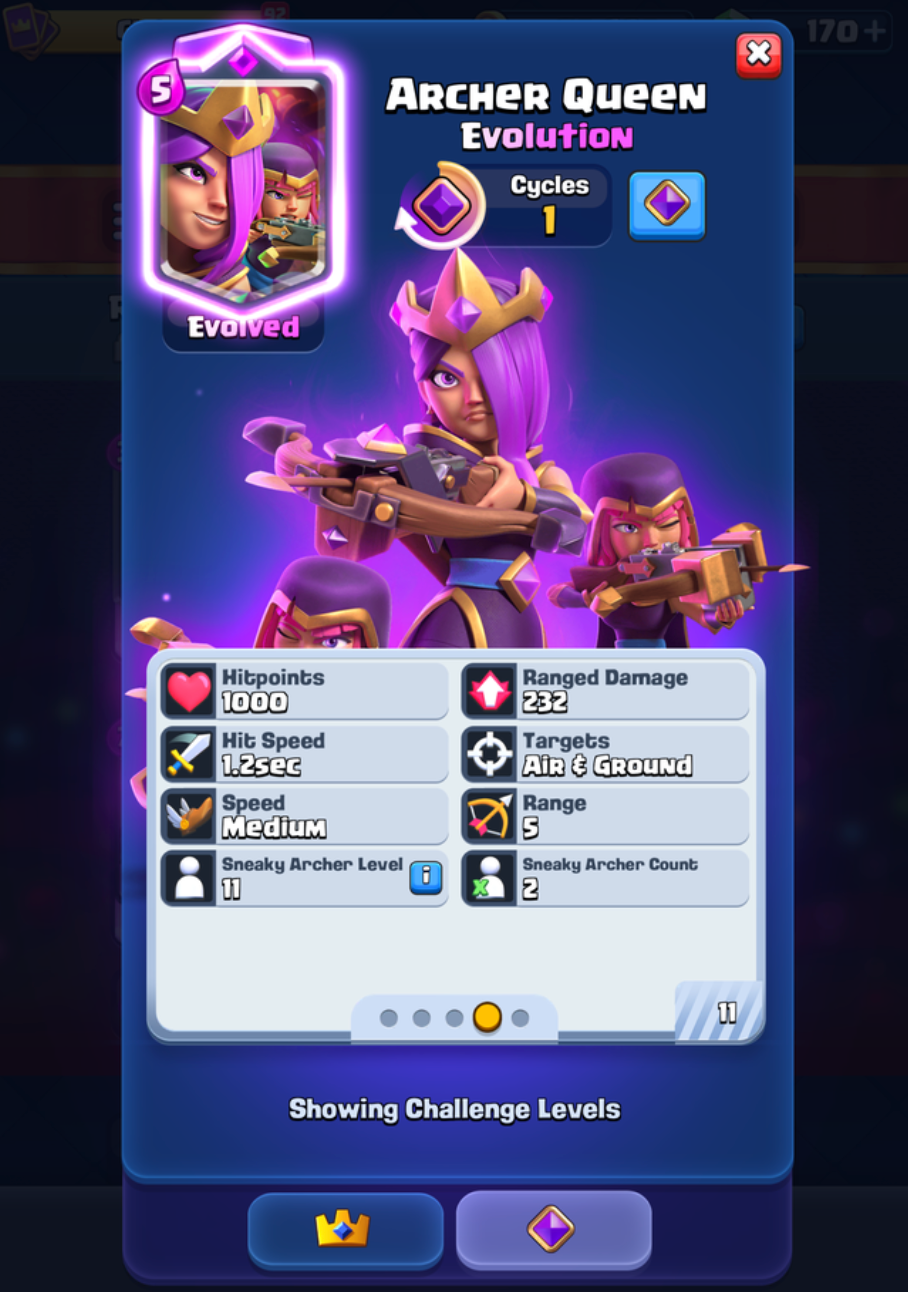 92
170+
5
Archer Queen
Evolution
Cycles
1
Evolved
Hitpoints
1000
Ranged Damage
232
Hit Speed
1.2sec
Targets
Air & Ground
Speed
Medium
Range
5
Sneaky Archer Level
11
i
Sneaky Archer Count
2
11
Showing Challenge Levels